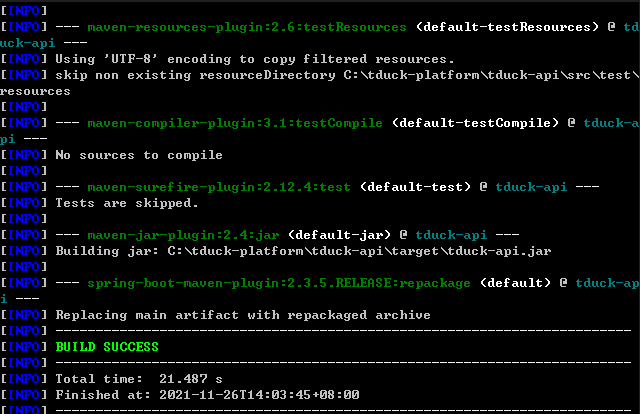 [INFO]
[INFO] --- maven-resources-plugin:2.6:testResources (default-testResources) @ td
uck-api ---
[INFO] Using 'UTF-8' encoding to copy filtered resources.
[INFO] skip non existing resourceDirectory C:\tduck-platform\tduck-api\src\test\
resources
[INFO]
[INFO] --- maven-compiler-plugin:3.1:testCompile (default-testCompile) @ tduck-a
pi ---
[INFO] No sources to compile
[INFO]
[INFO] --- maven-surefire-plugin:2.12.4:test (default-test) @ tduck-api ---
[INFO] Tests are skipped.
[INFO]
[INFO] --- maven-jar-plugin:2.4:jar (default-jar) @ tduck-api ---
[INFO] Building jar: C:\tduck-platform\tduck-api\target\tduck-api.jar
[INFO]
[INFO] --- spring-boot-maven-plugin:2.3.5.RELEASE:repackage (default) @ tduck-ap
i ---
[INFO] Replacing main artifact with repackaged archive
[INFO] ------------------------------------------------------------------------
[INFO] BUILD SUCCESS
[INFO] ------------------------------------------------------------------------
[INFO] Total time:  21.487 s
[INFO] Finished at: 2021-11-26T14:03:45+08:00
[INFO] ------------------------------------------------------------------------